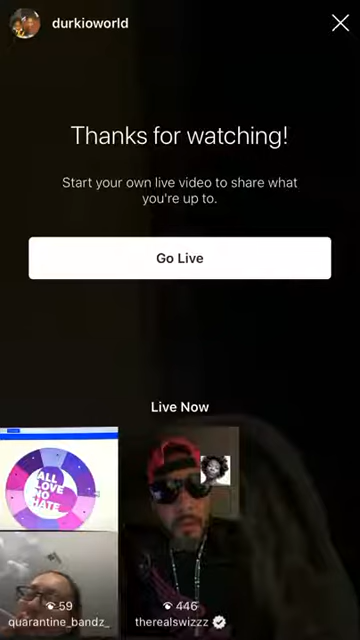 durkioworld
Thanks for watching!
Start your own live video to share what
you're up to.
Go Live
Live Now
ALL
LOVE
NO
HATE
59
quarantine_bandz_
446
therealswizzz